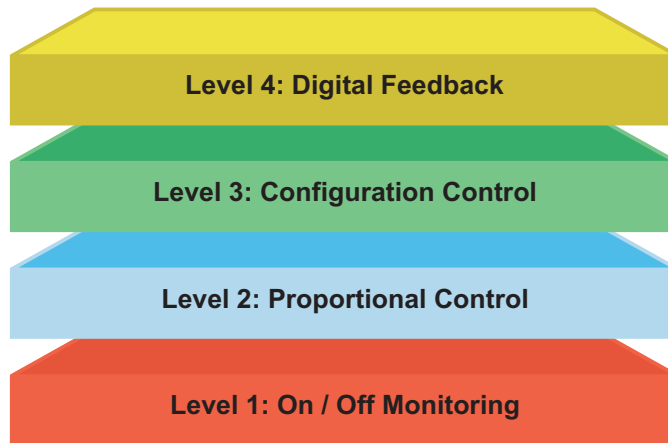 Level 4: Digital Feedback
Level 3: Configuration Control
Level 2: Proportional Control
Level 1: On / Off Monitoring